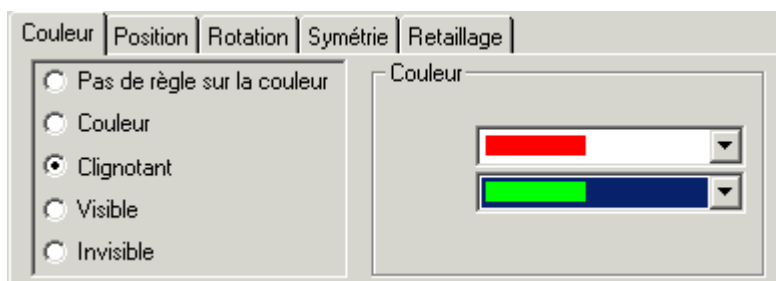 Couleur Position Rotation Symétrie Retaillage
Pas de règle sur la couleur
Couleur
Clignotant
Visible
Invisible
Couleur